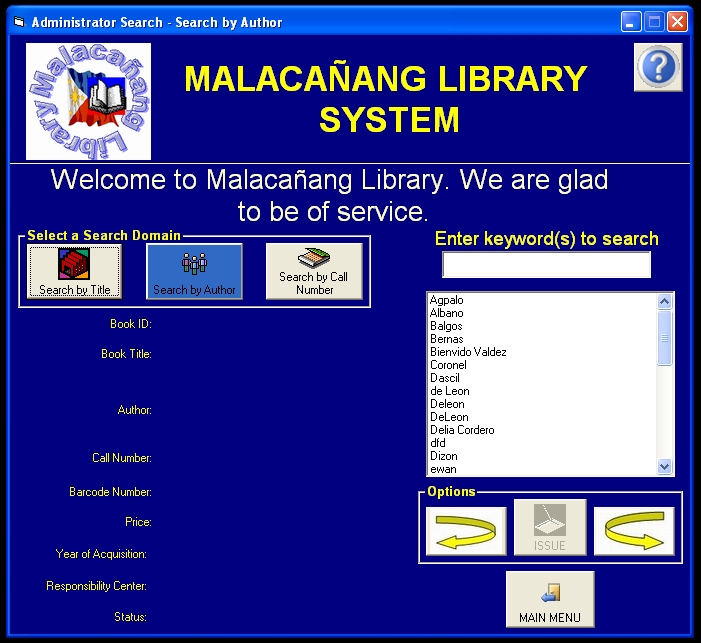 Administrator Search - Search by Author
Malacañang
Library
MALACAÑANG LIBRARY
SYSTEM
Welcome to Malacañang Library. We are glad
to be of service.
Select a Search Domain
Search by Title
Search by Author
Search by Call
Number
Enter keyword(s) to search
Agpalo
Albano
Balgos
Bernas
Bienvido Valdez
Coronel
Dascil
de Leon
Deleon
DeLeon
Delia Cordero
dfd
Dizon
ewan
Book ID:
Book Title:
Author:
Call Number:
Barcode Number:
Price:
Year of Acquisition:
Responsibility Center:
Status:
Options
ISSUE
MAIN MENU